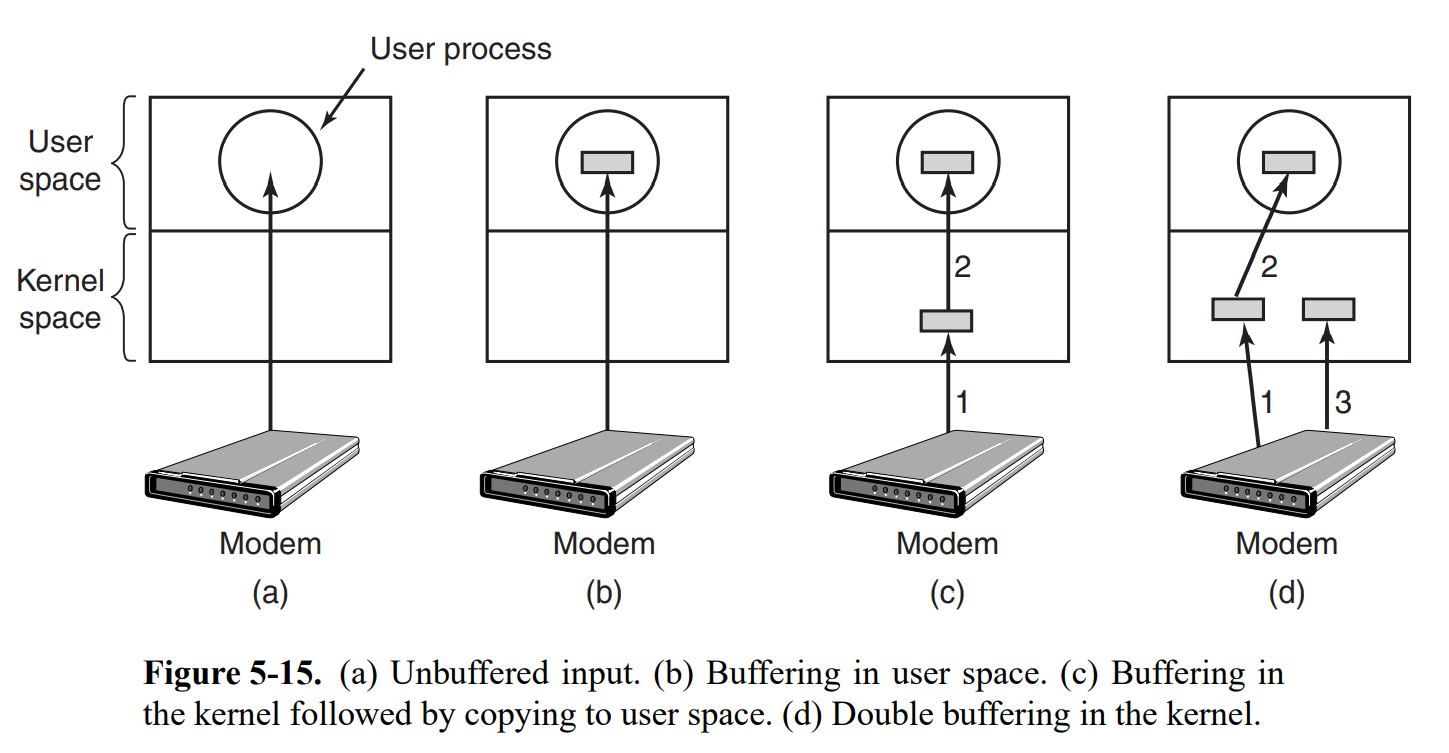 User process
User
space
Kernel
space
2
1
2
1
3
Modem
Modem
Modem
Modem
(a)
(b)
(c)
(d)
Figure 5-15. (a) Unbuffered input. (b) Buffering in user space. (c) Buffering in
the kernel followed by copying to user space. (d) Double buffering in the kernel.